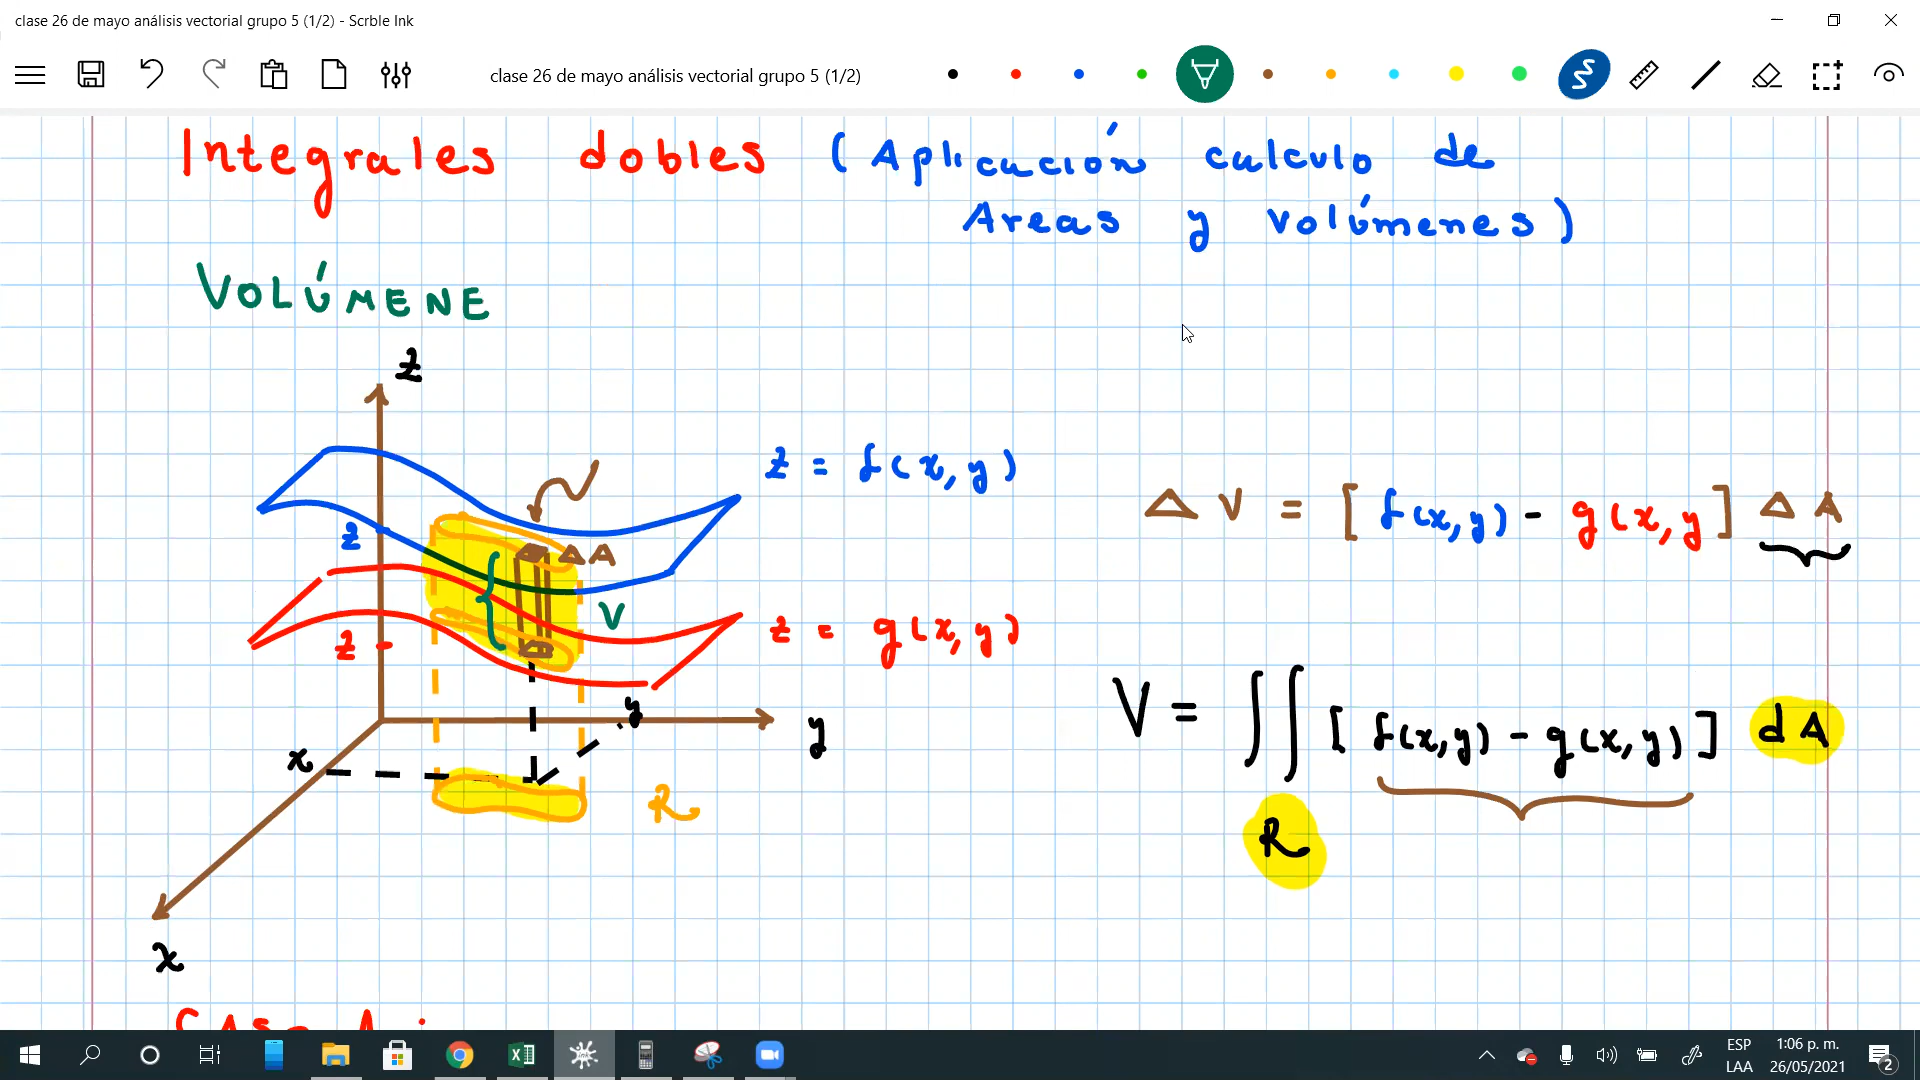 clase 26 de mayo análisis vectorial grupo 5 (1/2) - Scrble Ink
clase 26 de mayo análisis vectorial grupo 5 (1/2)
Integrales dobles (Aplicación calculo de
Areas y volúmenes)
VOLÚMENE
z
z = f(x,y)
ΔV = [f(x,y) - g(x,y] ΔA
z
ΔA
V
z
z = g(x,y)
V = ∫∫ [f(x,y) - g(x,y)] dA
R
y
y
x
R
x
Caso A:
ESP
LAA
1:06 p. m.
26/05/2021
2